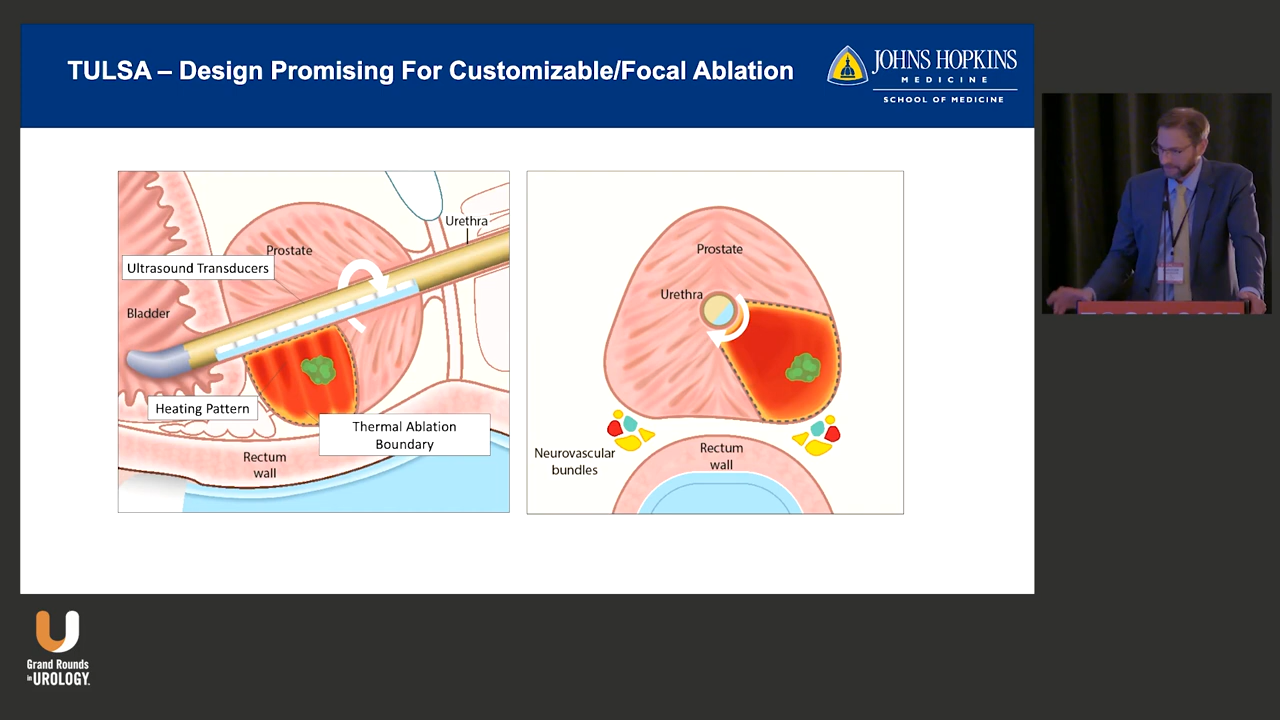 TULSA – Design Promising For Customizable/Focal Ablation
JOHNS HOPKINS
MEDICINE
SCHOOL OF MEDICINE
Urethra
Prostate
Ultrasound Transducers
Bladder
Heating Pattern
Thermal Ablation
Boundary
Rectum
wall
Prostate
Urethra
Neurovascular
bundles
Rectum
wall
Grand Rounds
in UROLOGY.